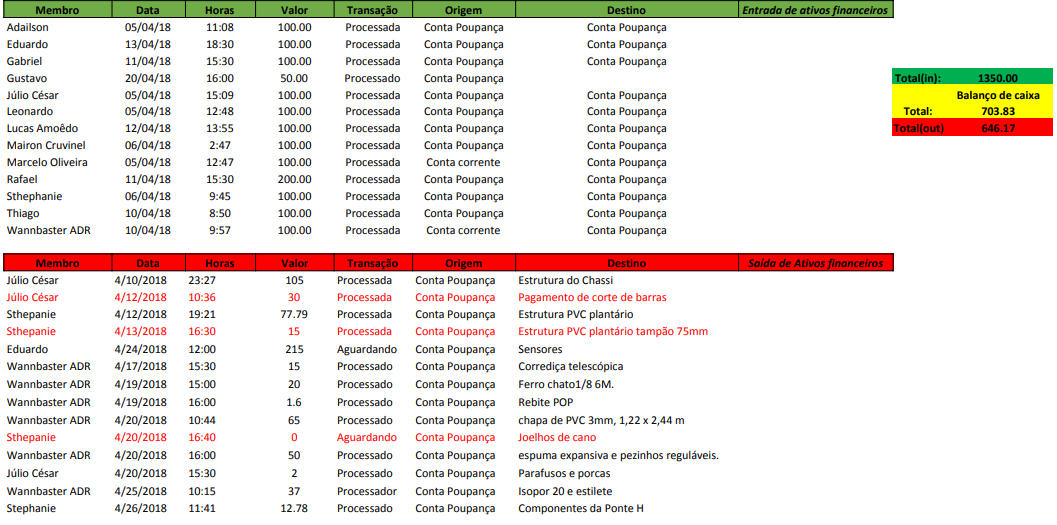 Membro Data Horas Valor Transação Origem Destino Entrada de ativos financeiros
Adailson 05/04/18 11:08 100.00 Processada Conta Poupança Conta Poupança
Eduardo 13/04/18 18:30 100.00 Processada Conta Poupança Conta Poupança
Gabriel 11/04/18 15:30 100.00 Processada Conta Poupança Conta Poupança
Gustavo 20/04/18 16:00 50.00 Processado Conta Poupança Total(in): 1350.00
Júlio César 05/04/18 15:09 100.00 Processada Conta Poupança Conta Poupança Balanço de caixa
Leonardo 05/04/18 12:48 100.00 Processada Conta Poupança Conta Poupança Total: 703.83
Lucas Amoêdo 12/04/18 13:55 100.00 Processada Conta Poupança Conta Poupança Total(out) 646.17
Mairon Cruvinel 06/04/18 2:47 100.00 Processada Conta Poupança Conta Poupança
Marcelo Oliveira 05/04/18 12:47 100.00 Processada Conta corrente Conta Poupança
Rafael 11/04/18 15:30 200.00 Processada Conta Poupança Conta Poupança
Sthephanie 06/04/18 9:45 100.00 Processada Conta Poupança Conta Poupança
Thiago 10/04/18 8:50 100.00 Processada Conta Poupança Conta Poupança
Wannbaster ADR 10/04/18 9:57 100.00 Processada Conta corrente Conta Poupança
Membro Data Horas Valor Transação Origem Destino Saída de Ativos financeiros
Júlio César 4/10/2018 23:27 105 Processada Conta Poupança Estrutura do Chassi
Júlio César 4/12/2018 10:36 30 Processada Conta Poupança Pagamento de corte de barras
Sthepanie 4/12/2018 19:21 77.79 Processada Conta Poupança Estrutura PVC plantário
Sthepanie 4/13/2018 16:30 15 Processada Conta Poupança Estrutura PVC plantário tampão 75mm
Eduardo 4/24/2018 12:00 215 Aguardando Conta Poupança Sensores
Wannbaster ADR 4/17/2018 15:30 15 Processado Conta Poupança Corrediça telescópica
Wannbaster ADR 4/19/2018 15:00 20 Processado Conta Poupança Ferro chato1/8 6M.
Wannbaster ADR 4/19/2018 16:00 1.6 Processado Conta Poupança Rebite POP
Wannbaster ADR 4/20/2018 10:44 65 Processado Conta Poupança chapa de PVC 3mm, 1,22 x 2,44 m
Sthepanie 4/20/2018 16:40 0 Aguardando Conta Poupança Joelhos de cano
Wannbaster ADR 4/20/2018 16:00 50 Processado Conta Poupança espuma expansiva e pezinhos reguláveis.
Júlio César 4/20/2018 15:30 2 Processado Conta Poupança Parafusos e porcas
Wannbaster ADR 4/25/2018 10:15 37 Processador Conta Poupança Isopor 20 e estilete
Stephanie 4/26/2018 11:41 12.78 Processado Conta Poupança Componentes da Ponte H